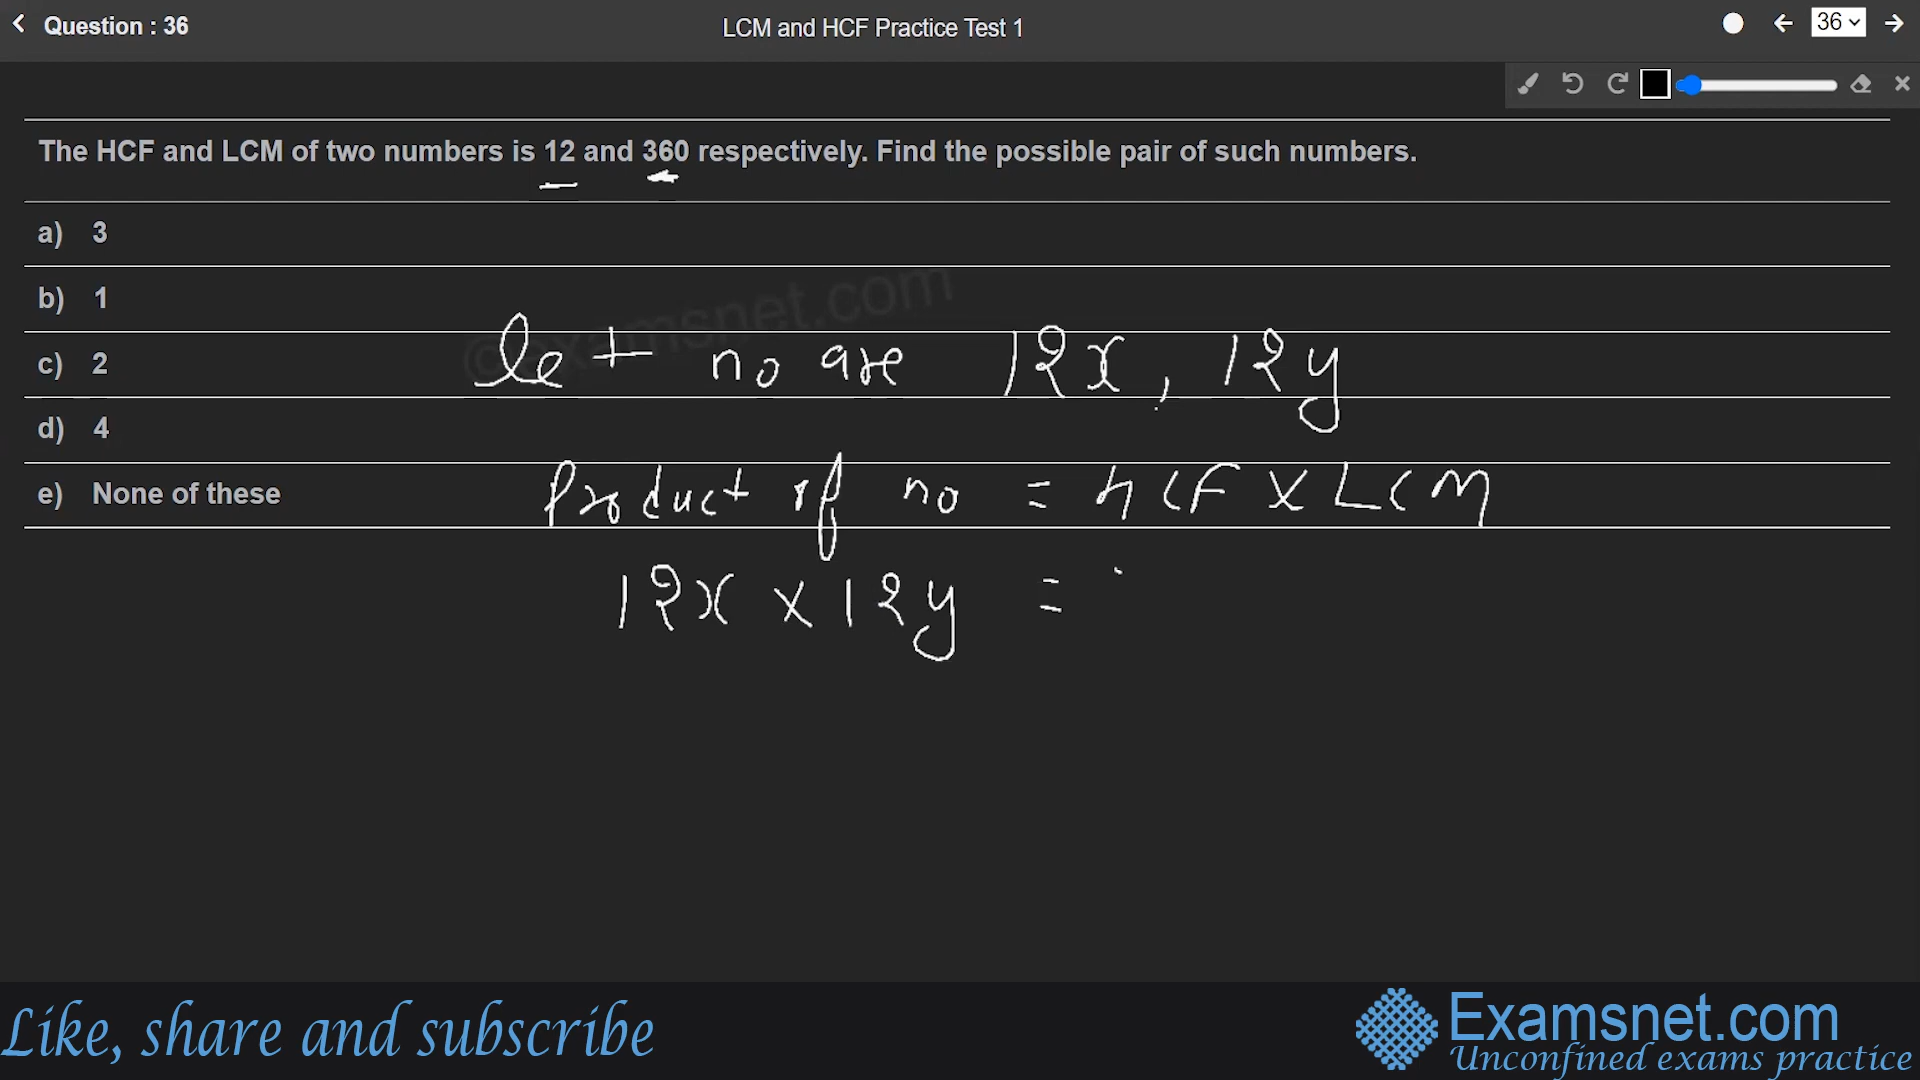 Question : 36
LCM and HCF Practice Test 1
36
The HCF and LCM of two numbers is 12 and 360 respectively. Find the possible pair of such numbers.
a) 3
b) 1
c) 2
d) 4
e) None of these
©examsnet.com
let no are 12x, 12y
Product of no = HCF X LCM
12x x 12y =
Like, share and subscribe
Examsnet.com
Unconfined exams practice